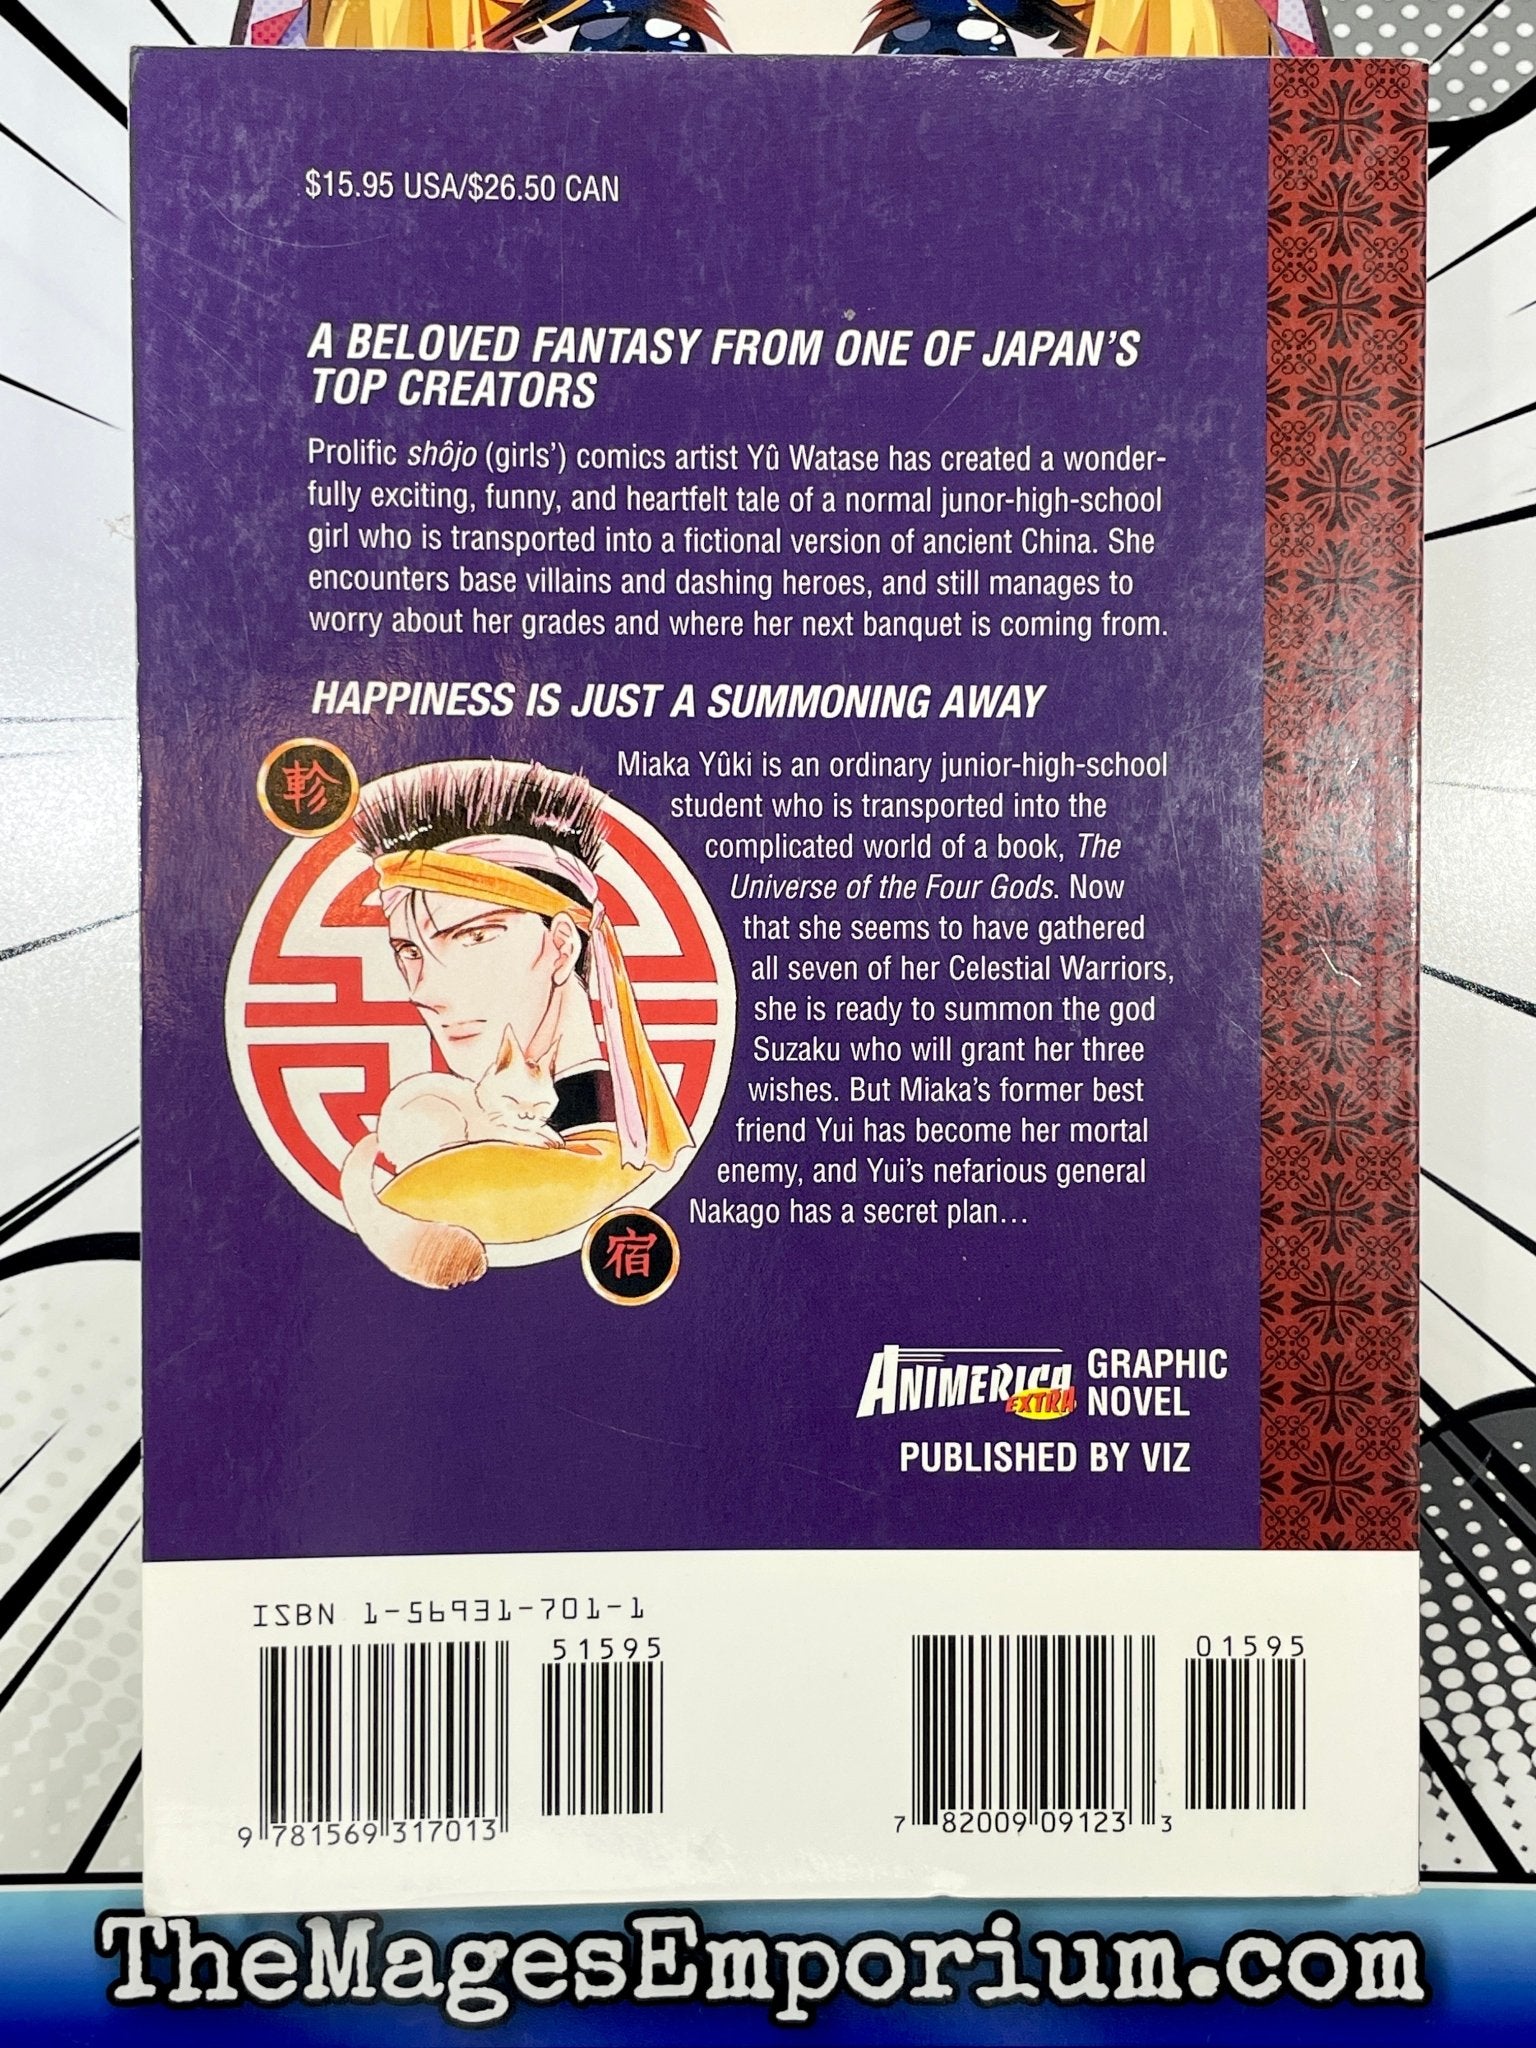 $15.95 USA/$26.50 CAN
A BELOVED FANTASY FROM ONE OF JAPAN'S
TOP CREATORS
Prolific shôjo (girls') comics artist Yû Watase has created a wonder-
fully exciting, funny, and heartfelt tale of a normal junor-high-school
girl who is transported into a fictional version of ancient China. She
encounters base villains and dashing heroes, and still manages to
worry about her grades and where her next banquet is coming from.
HAPPINESS IS JUST A SUMMONING AWAY
軫
Miaka Yûki is an ordinary junior-high-school
student who is transported into the
complicated world of a book, The
Universe of the Four Gods. Now
that she seems to have gathered
all seven of her Celestial Warriors,
she is ready to summon the god
Suzaku who will grant her three
wishes. But Miaka's former best
friend Yui has become her mortal
enemy, and Yui's nefarious general
Nakago has a secret plan...
宿
ANIMERICA EXTRA GRAPHIC
NOVEL
PUBLISHED BY VIZ
ISBN 1-56931-701-1
51595
01595
9 781569 317013
7 82009 09123 3
TheMagesEmporium.com